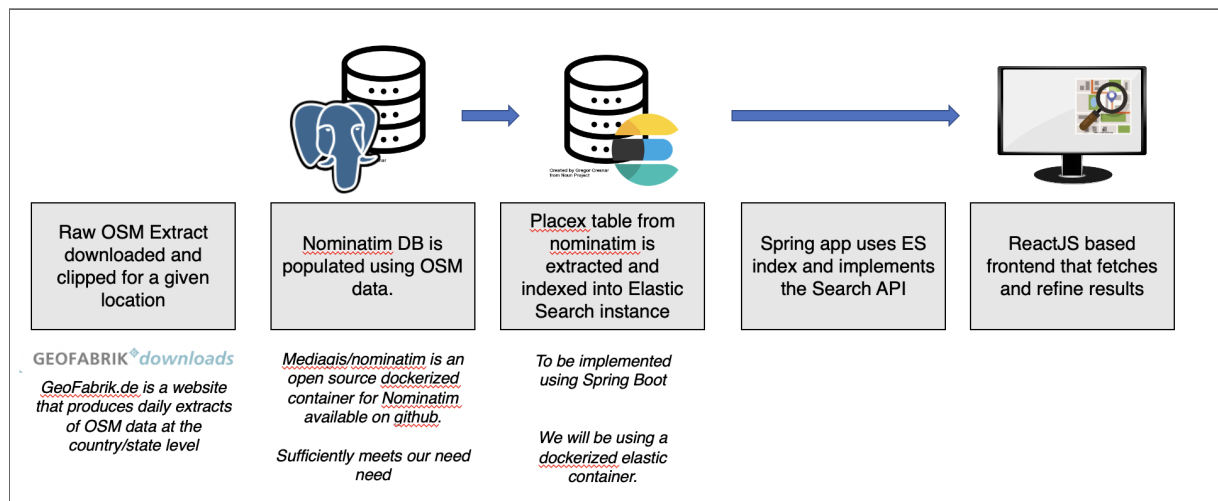 Created by Gregor Cresnar
from Noun Project
Raw OSM Extract
downloaded and
clipped for a given
location
Nominatim DB is
populated using OSM
data.
Placex table from
nominatim is
extracted and
indexed into Elastic
Search instance
Spring app uses ES
index and implements
the Search API
ReactJS based
frontend that fetches
and refine results
GEOFABRIK downloads
GeoFabrik.de is a website
that produces daily extracts
of OSM data at the
country/state level
Mediagis/nominatim is an
open source dockerized
container for Nominatim
available on github.
Sufficiently meets our need
need
To be implemented
using Spring Boot
We will be using a
dockerized elastic
container.